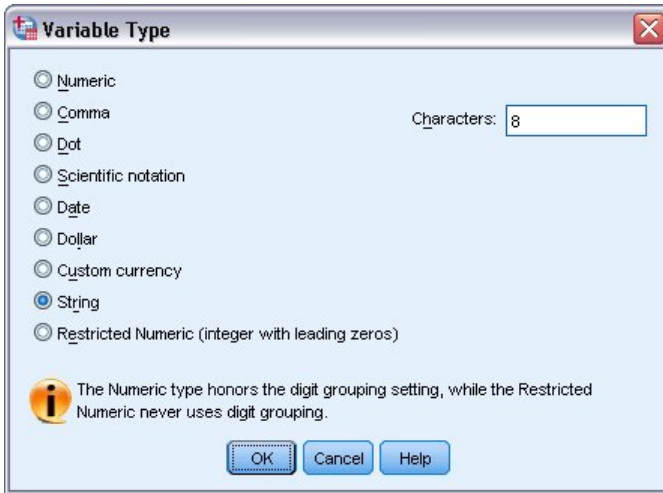 Variable Type
Numeric
Comma
Dot
Scientific notation
Date
Dollar
Custom currency
String
Restricted Numeric (integer with leading zeros)
Characters: 8
The Numeric type honors the digit grouping setting, while the Restricted
Numeric never uses digit grouping.
OK Cancel Help